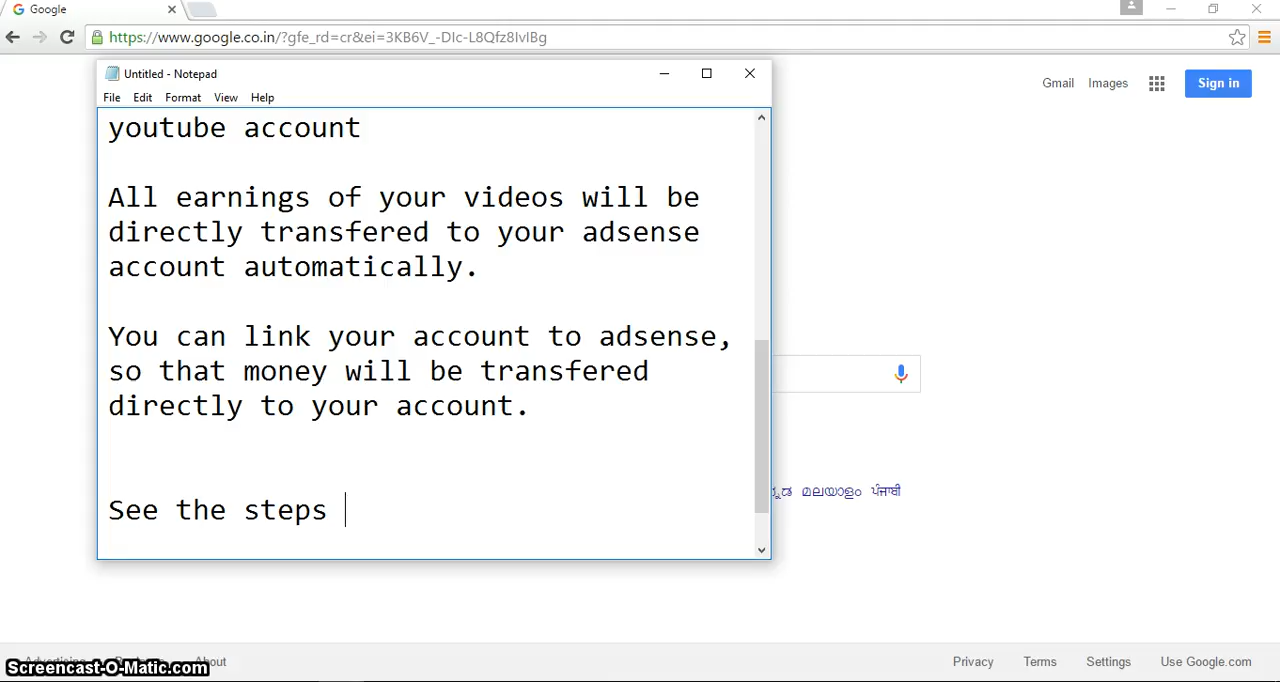 Google
https://www.google.co.in/?gfe_rd=cr&ei=3KB6V_-DIc-L8Qfz8IvIBg
Untitled - Notepad
File Edit Format View Help
Gmail Images Sign in
youtube account
All earnings of your videos will be
directly transfered to your adsense
account automatically.
You can link your account to adsense,
so that money will be transfered
directly to your account.
മലയാളം ਪੰਜਾਬੀ
See the steps
About
Privacy Terms Settings Use Google.com
Screencast-O-Matic.com